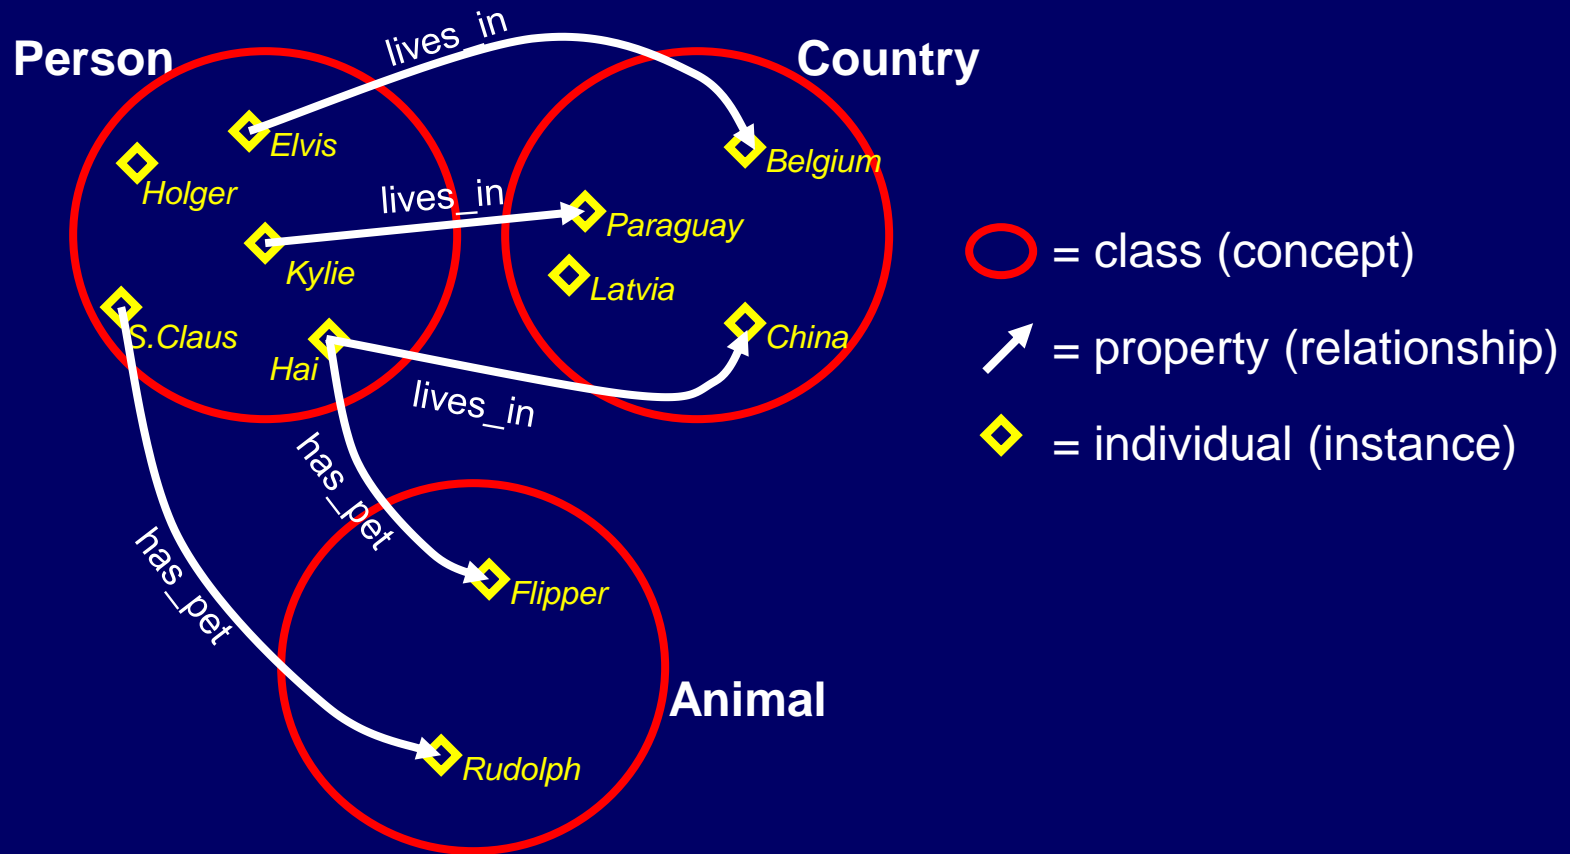 Person
lives_in
Country
Elvis
Belgium
Holger
lives_in
Paraguay
Kylie
Latvia
S.Claus
Hai
China
lives_in
has_pet
has_pet
Flipper
Animal
Rudolph
= class (concept)
= property (relationship)
= individual (instance)